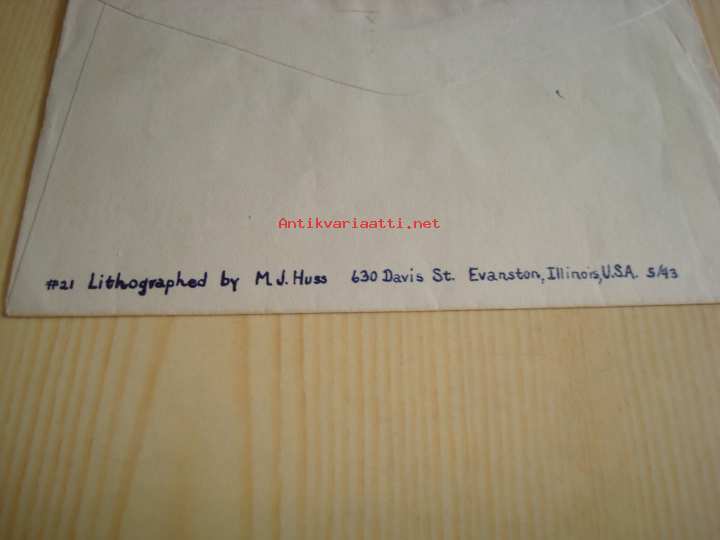 Antikvariaatti.net
#21 Lithographed by M.J. Huss 630 Davis St. Evanston, Illinois, U.S.A. 5/43